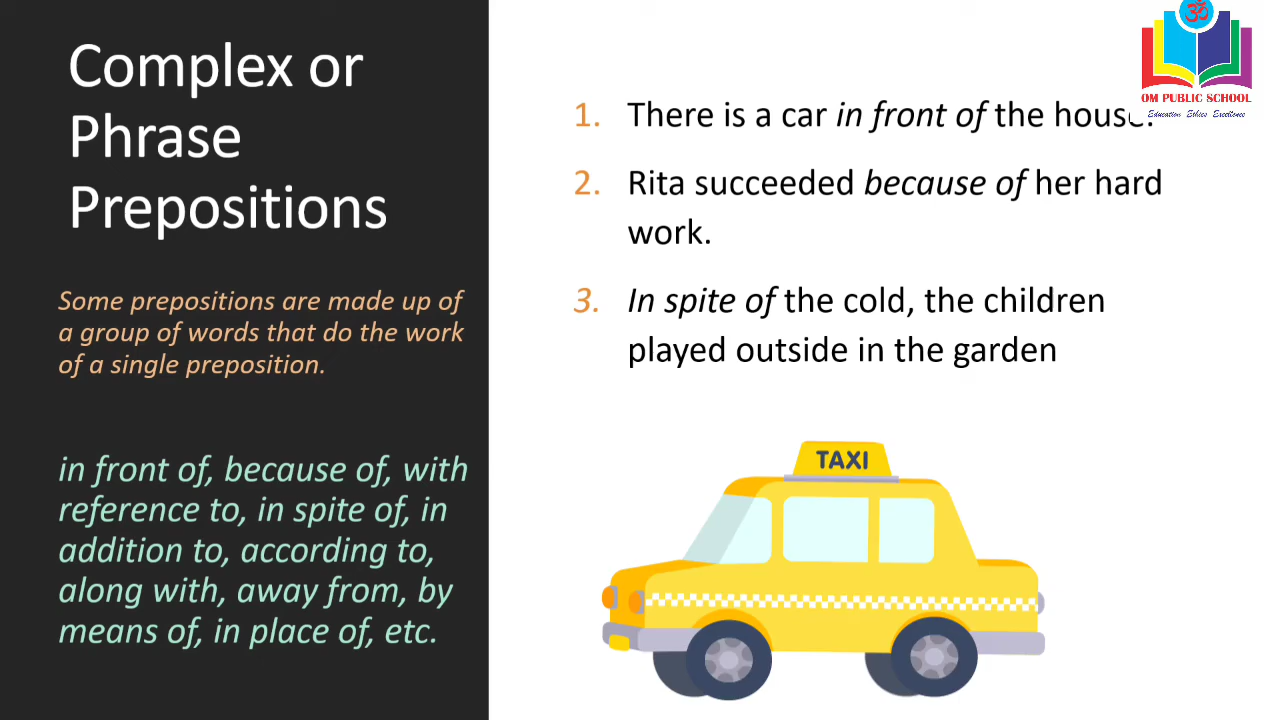 Complex or
Phrase
Prepositions
Some prepositions are made up of
a group of words that do the work
of a single preposition.
in front of, because of, with
reference to, in spite of, in
addition to, according to,
along with, away from, by
means of, in place of, etc.
ॐ
OM PUBLIC SCHOOL
Education Ethics Excellence
1. There is a car in front of the house.
2. Rita succeeded because of her hard
work.
3. In spite of the cold, the children
played outside in the garden
TAXI